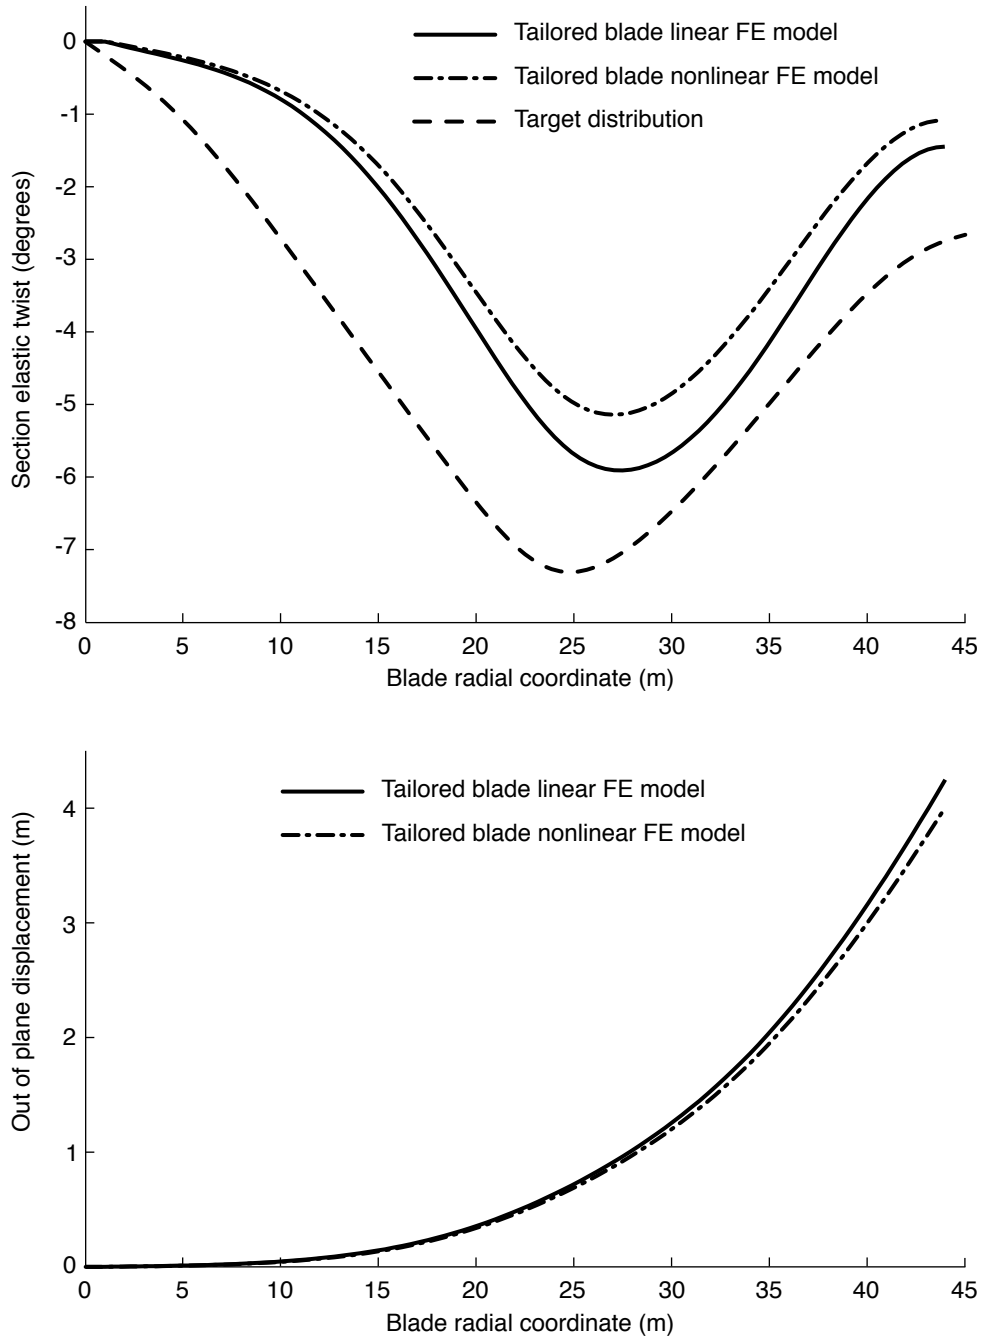 Tailored blade linear FE model
Tailored blade nonlinear FE model
Target distribution
Section elastic twist (degrees)
0
-1
-2
-3
-4
-5
-6
-7
-8
0 5 10 15 20 25 30 35 40 45
Blade radial coordinate (m)
Tailored blade linear FE model
Tailored blade nonlinear FE model
Out of plane displacement (m)
4
3
2
1
0
0 5 10 15 20 25 30 35 40 45
Blade radial coordinate (m)